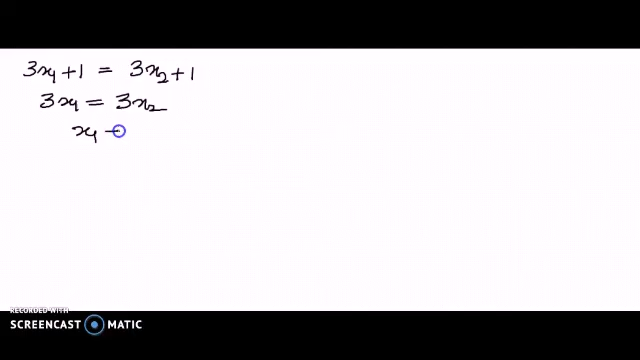 3x₁ + 1 = 3x₂ + 1
3x₁ = 3x₂
x₁ -
RECORDED WITH
SCREENCAST MATIC